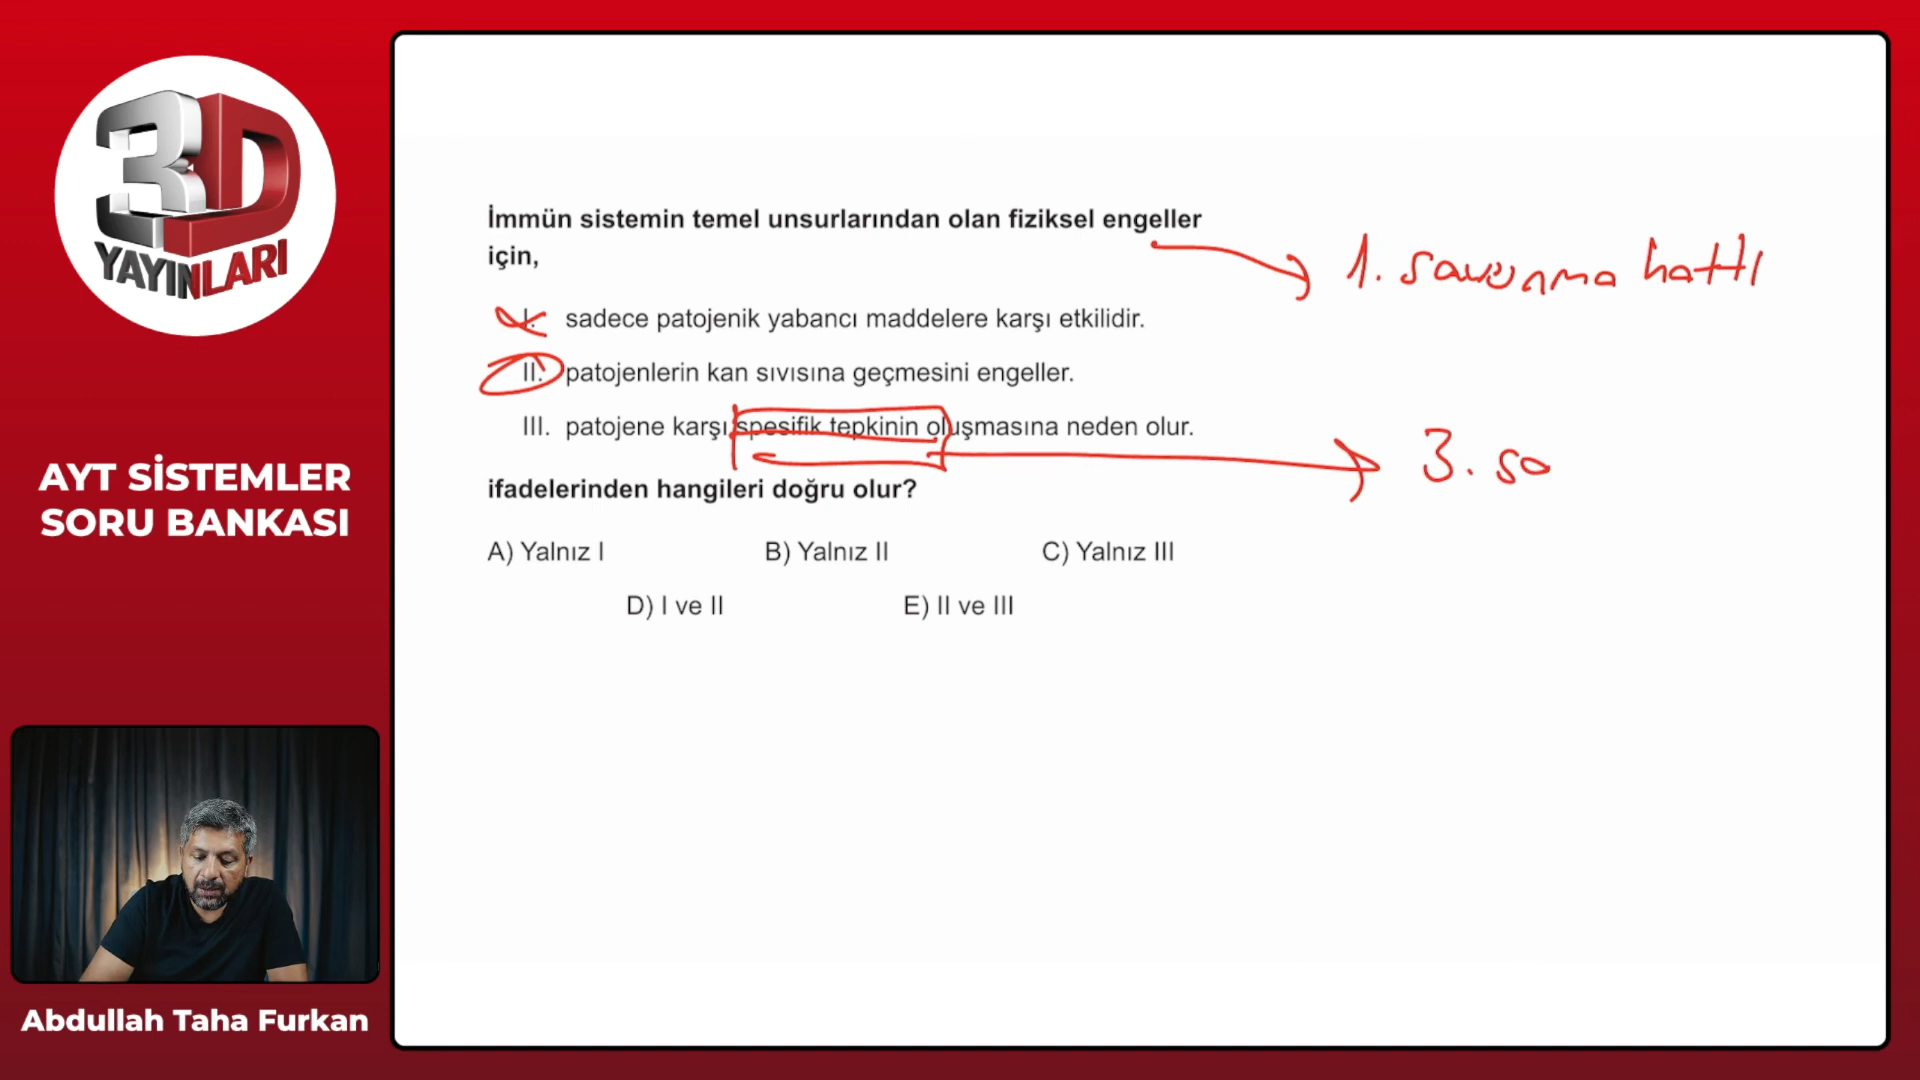 3D
YAYINLARI
AYT SİSTEMLER
SORU BANKASI
Abdullah Taha Furkan
İmmün sistemin temel unsurlarından olan fiziksel engeller
için,
I. sadece patojenik yabancı maddelere karşı etkilidir.
II. patojenlerin kan sıvısına geçmesini engeller.
III. patojene karşı spesifik tepkinin oluşmasına neden olur.
ifadelerinden hangileri doğru olur?
A) Yalnız I B) Yalnız II C) Yalnız III
D) I ve II E) II ve III
1. savunma hattı
3. sa